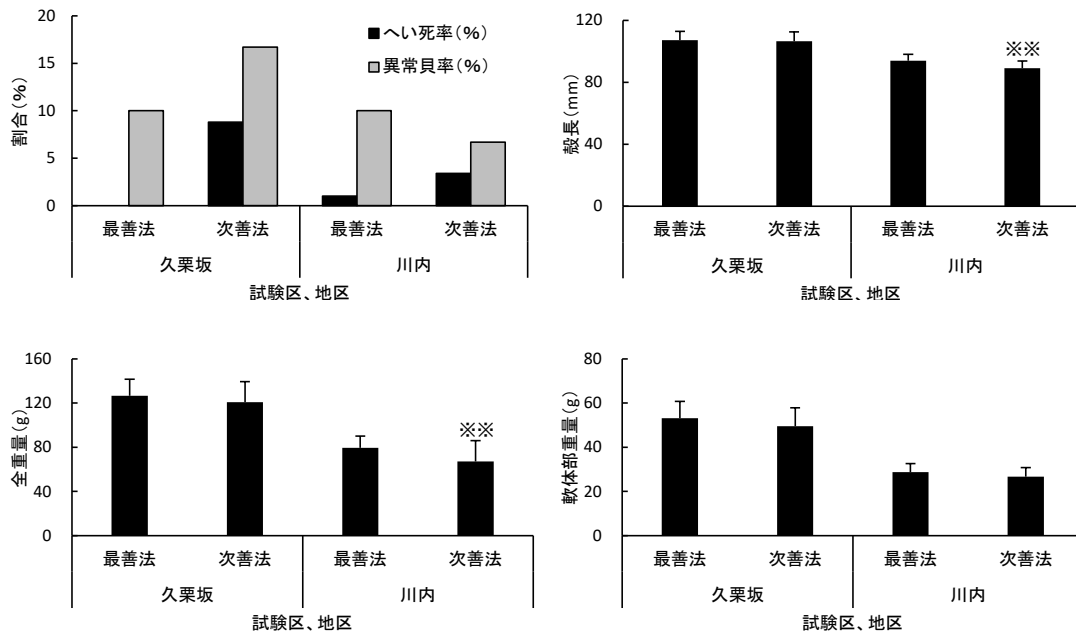 20
15
10
5
0
割合(%)
へい死率(%)
異常貝率(%)
最善法 次善法 最善法 次善法
久栗坂 川内
試験区、地区
120
80
40
0
殻長(mm)
※※
最善法 次善法 最善法 次善法
久栗坂 川内
試験区、地区
160
120
80
40
0
全重量(g)
※※
最善法 次善法 最善法 次善法
久栗坂 川内
試験区、地区
80
60
40
20
0
軟体部重量(g)
最善法 次善法 最善法 次善法
久栗坂 川内
試験区、地区